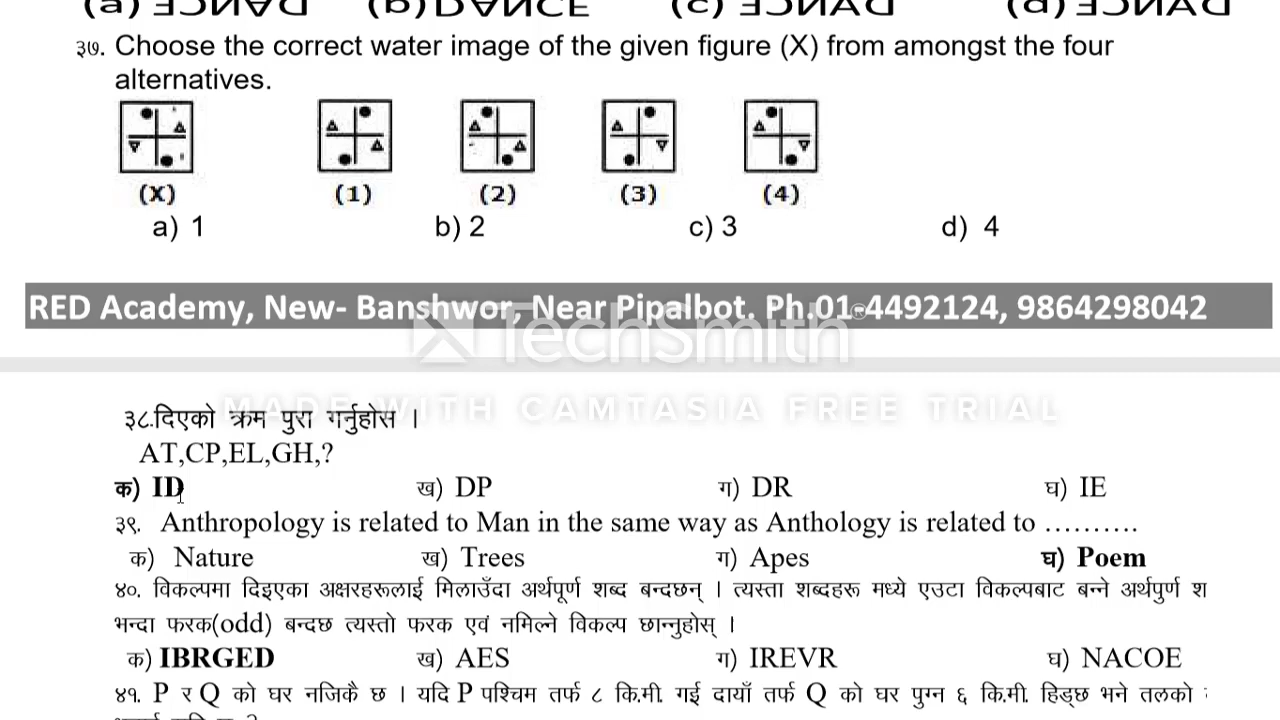 ३७. Choose the correct water image of the given figure (X) from amongst the four
alternatives.
(X) (1) (2) (3) (4)
a) 1 b) 2 c) 3 d) 4
RED Academy, New- Banshwor, Near Pipalbot. Ph.01-4492124, 9864298042
TechSmith
MADE WITH CAMTASIA FREE TRIAL
३८.दिएको क्रम पुरा गर्नुहोस ।
AT,CP,EL,GH,?
क) ID ख) DP ग) DR घ) IE
३९. Anthropology is related to Man in the same way as Anthology is related to ..........
क) Nature ख) Trees ग) Apes घ) Poem
४०. विकल्पमा दिइएका अक्षरहरूलाई मिलाउँदा अर्थपूर्ण शब्द बन्दछन् । त्यस्ता शब्दहरू मध्ये एउटा विकल्पबाट बन्ने अर्थपुर्ण श
भन्दा फरक(odd) बन्दछ त्यस्तो फरक एवं नमिल्ने विकल्प छान्नुहोस् ।
क) IBRGED ख) AES ग) IREVR घ) NACOE
४१. P र Q को घर नजिकै छ । यदि P पश्चिम तर्फ ८ कि.मी. गई दायाँ तर्फ Q को घर पुग्न ६ कि.मी. हिड्छ भने तलको